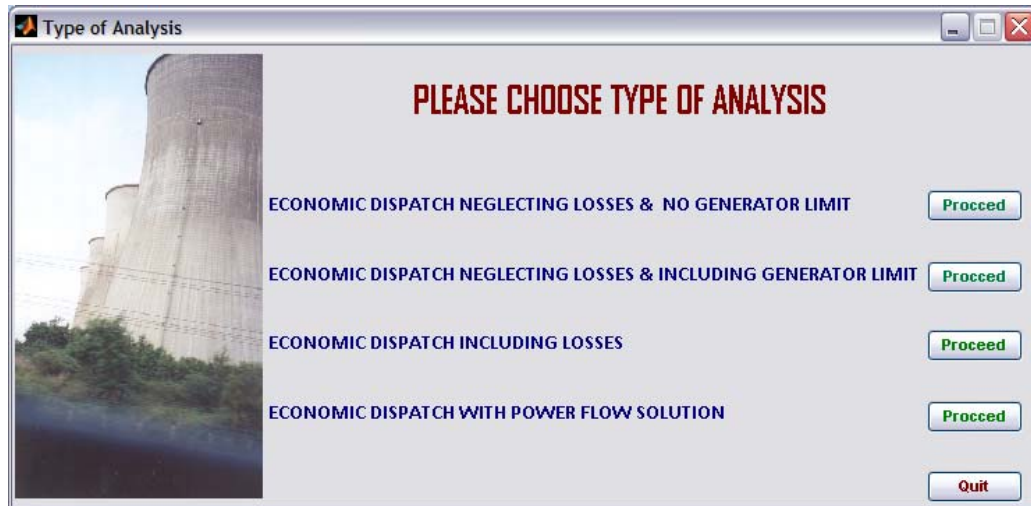 Type of Analysis
PLEASE CHOOSE TYPE OF ANALYSIS
ECONOMIC DISPATCH NEGLECTING LOSSES & NO GENERATOR LIMIT
Procced
ECONOMIC DISPATCH NEGLECTING LOSSES & INCLUDING GENERATOR LIMIT
Procced
ECONOMIC DISPATCH INCLUDING LOSSES
Proceed
ECONOMIC DISPATCH WITH POWER FLOW SOLUTION
Procced
Quit